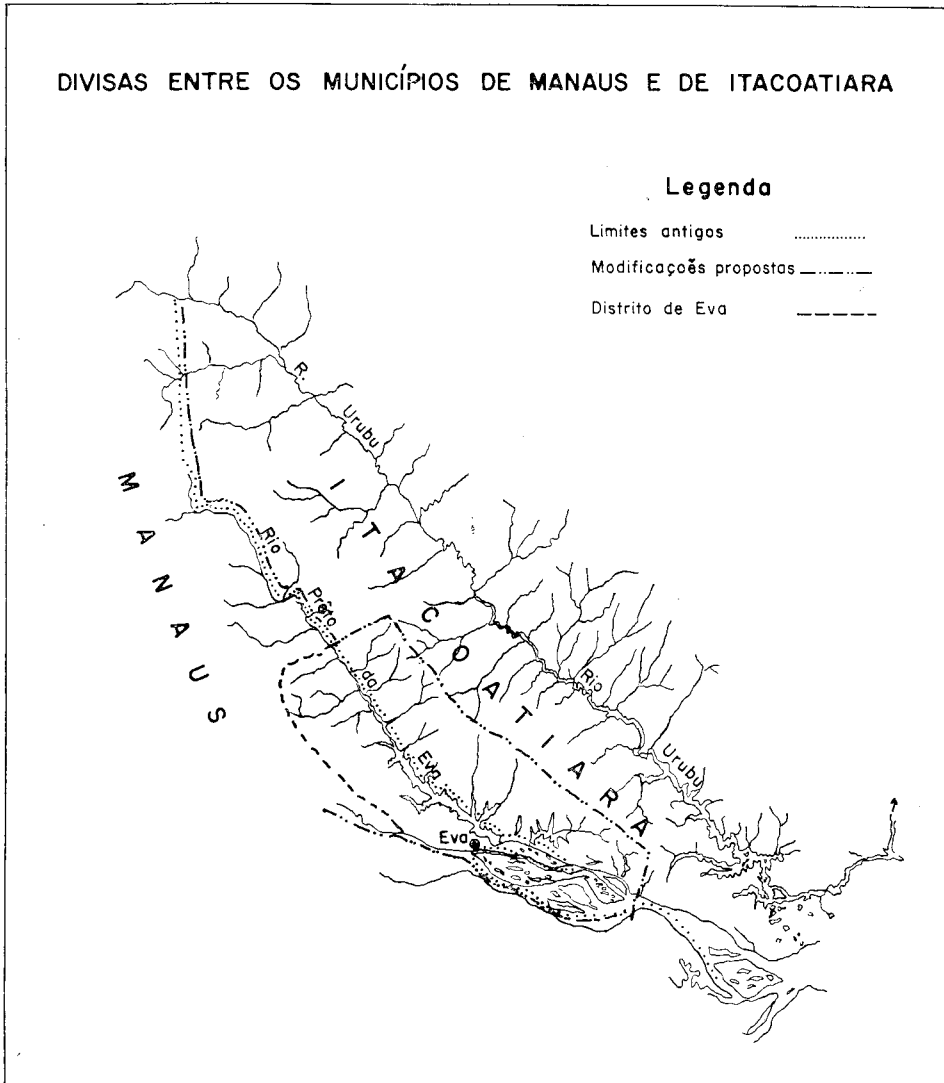 DIVISAS ENTRE OS MUNICÍPIOS DE MANAUS E DE ITACOATIARA
Legenda
Limites antigos
Modificaçoẽs propostas
Distrito de Eva
R. Urubu
ITACOATIARA
MANAUS
Rio Prêto da Eva
Rio Urubu
Eva